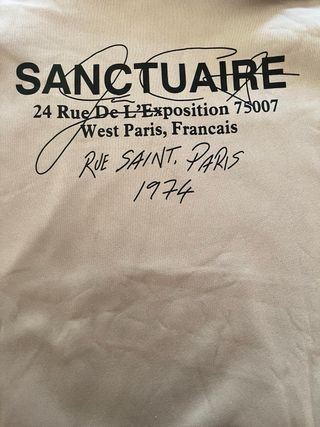 SANCTUAIRE
24 Rue De L'Exposition 75007
West Paris, Francais
RUE SAINT. PARIS
1974